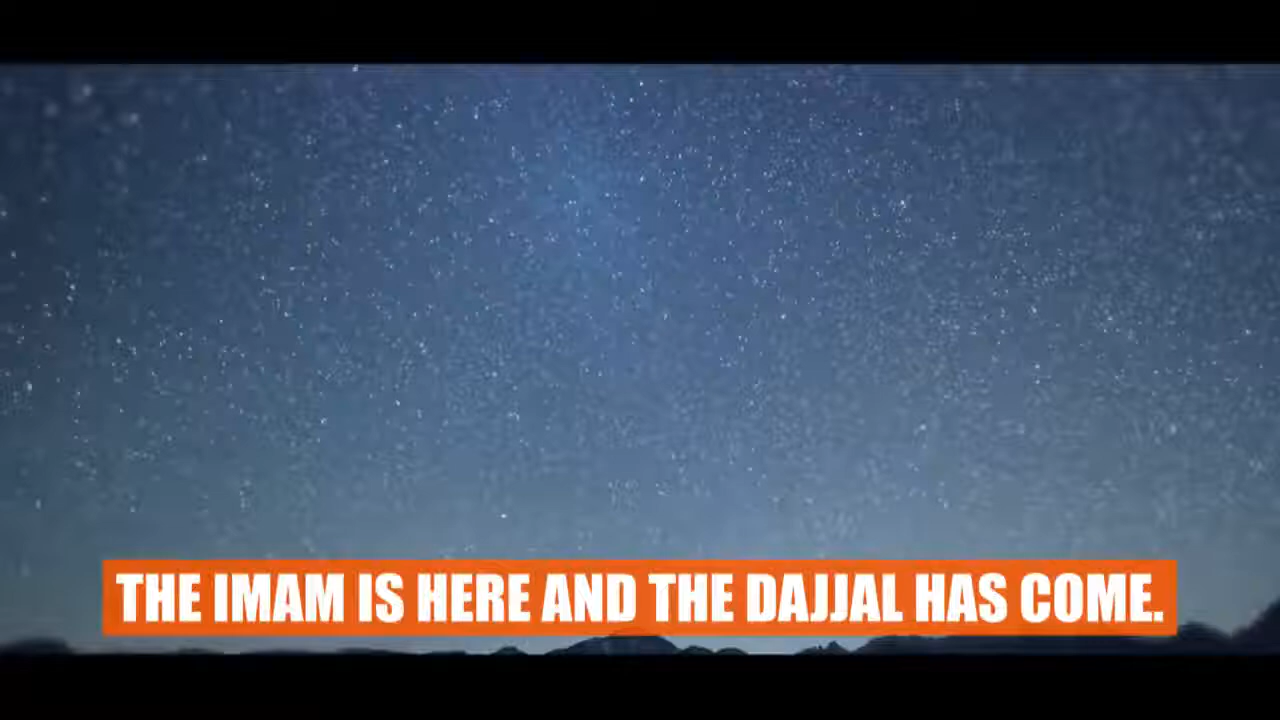 THE IMAM IS HERE AND THE DAJJAL HAS COME.